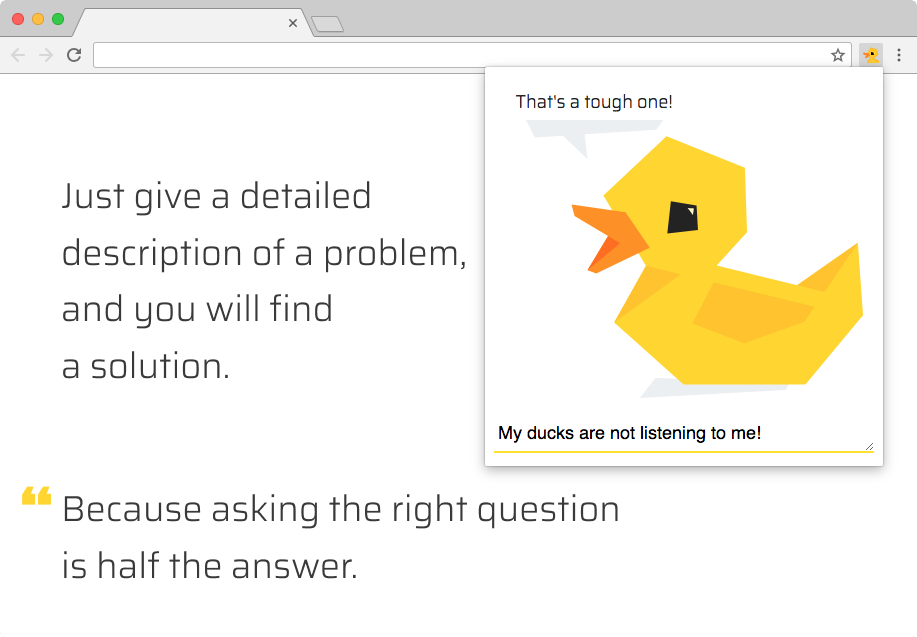 That's a tough one!
Just give a detailed
description of a problem,
and you will find
a solution.
My ducks are not listening to me!
❝ Because asking the right question
is half the answer.